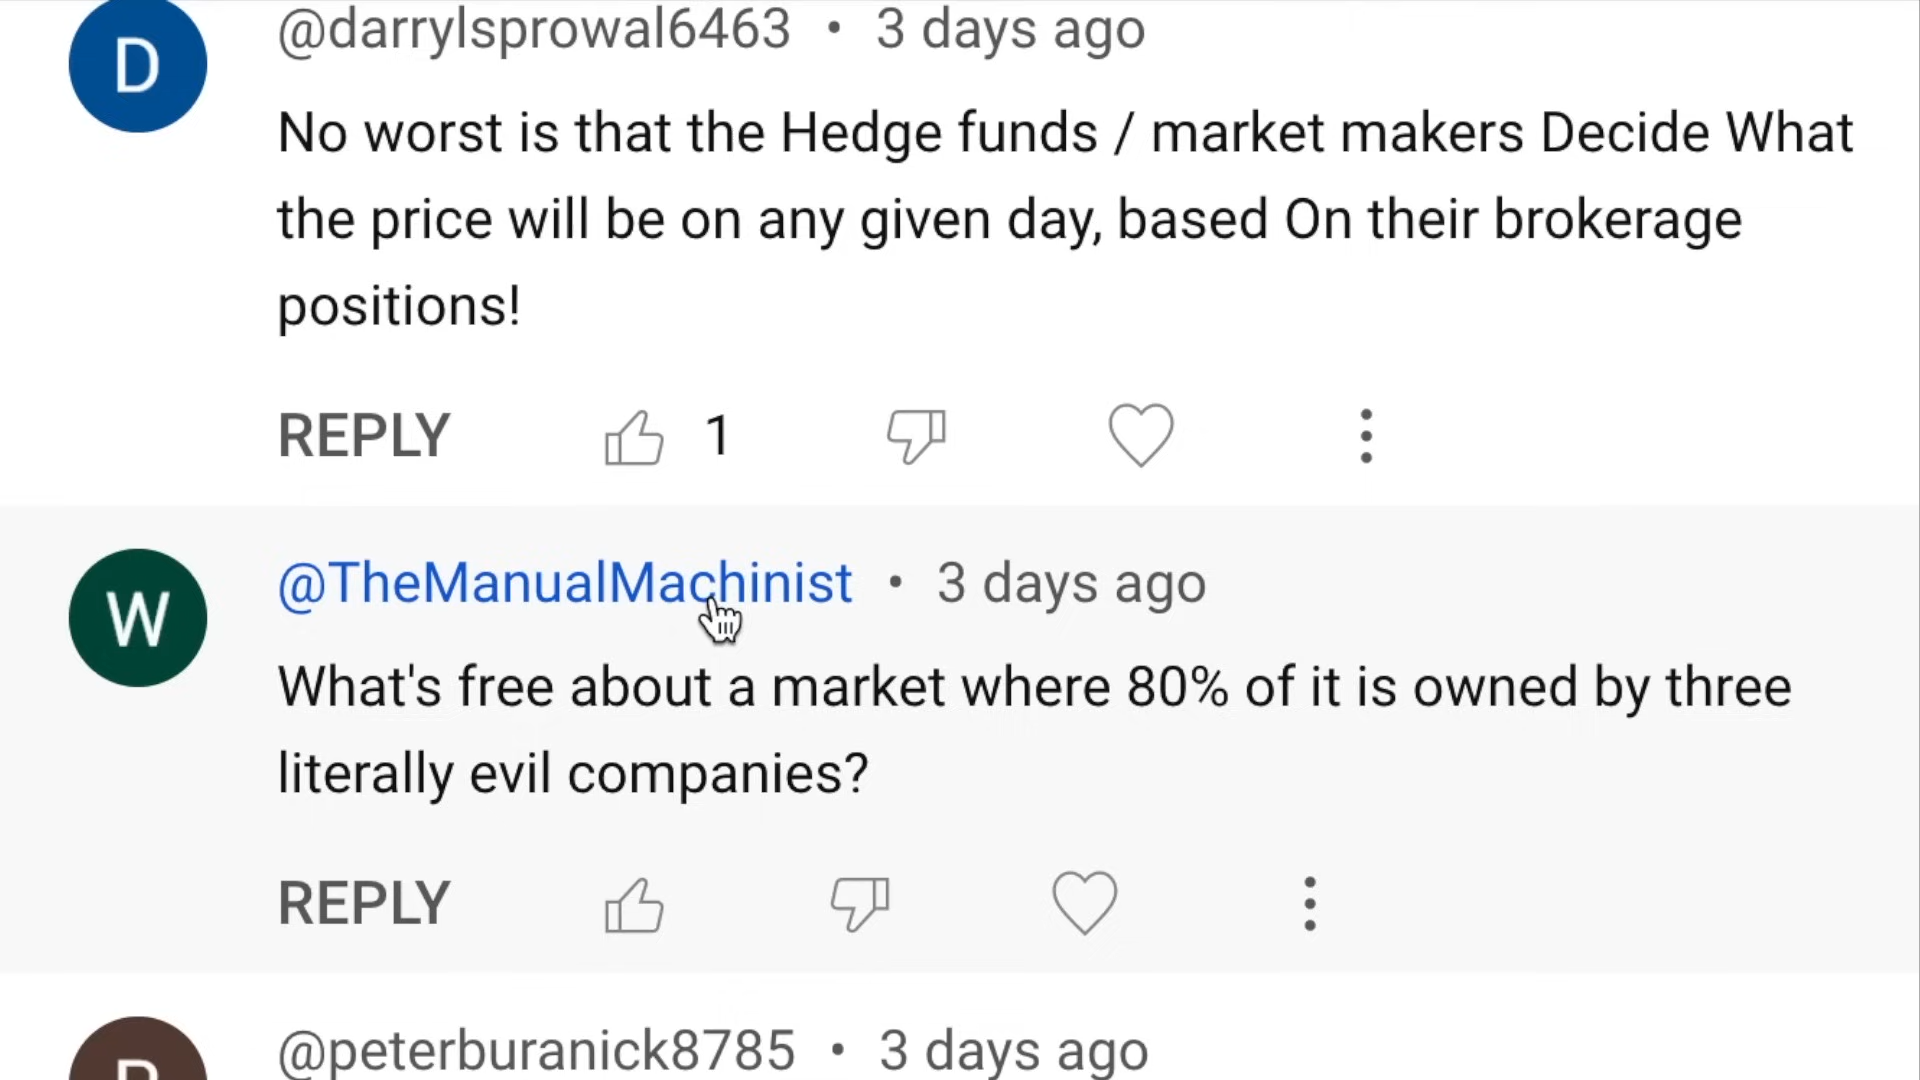 D
@darrylsprowal6463 • 3 days ago
No worst is that the Hedge funds / market makers Decide What
the price will be on any given day, based On their brokerage
positions!
REPLY 1
W
@TheManualMachinist • 3 days ago
What's free about a market where 80% of it is owned by three
literally evil companies?
REPLY
@peterburanick8785 • 3 days ago